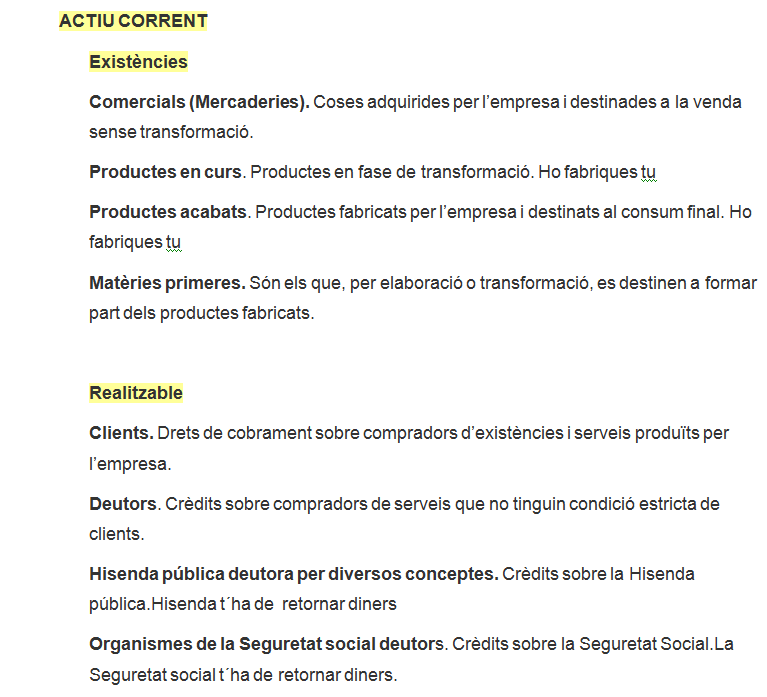 ACTIU CORRENT
Existències
Comercials (Mercaderies). Coses adquirides per l’empresa i destinades a la venda
sense transformació.
Productes en curs. Productes en fase de transformació. Ho fabriques tu
Productes acabats. Productes fabricats per l’empresa i destinats al consum final. Ho
fabriques tu
Matèries primeres. Són els que, per elaboració o transformació, es destinen a formar
part dels productes fabricats.
Realitzable
Clients. Drets de cobrament sobre compradors d’existències i serveis produïts per
l’empresa.
Deutors. Crèdits sobre compradors de serveis que no tinguin condició estricta de
clients.
Hisenda pública deutora per diversos conceptes. Crèdits sobre la Hisenda
pública.Hisenda t´ha de retornar diners
Organismes de la Seguretat social deutors. Crèdits sobre la Seguretat Social.La
Seguretat social t´ha de retornar diners.